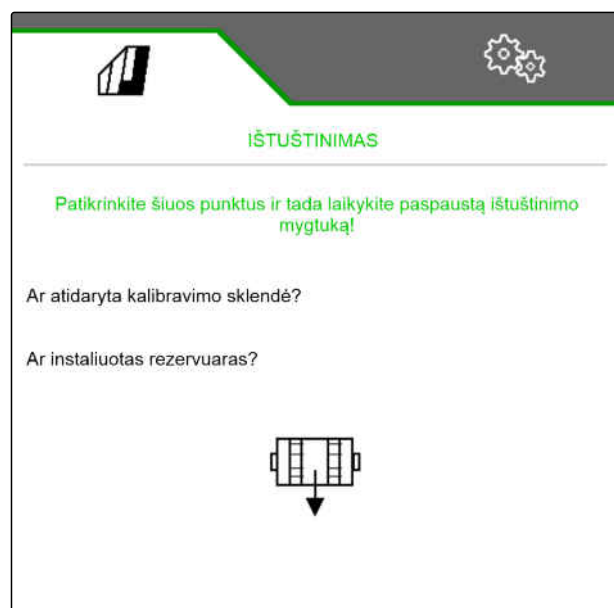 IŠTUŠTINIMAS
Patikrinkite šiuos punktus ir tada laikykite paspaustą ištuštinimo
mygtuką!
Ar atidaryta kalibravimo sklendė?
Ar instaliuotas rezervuaras?